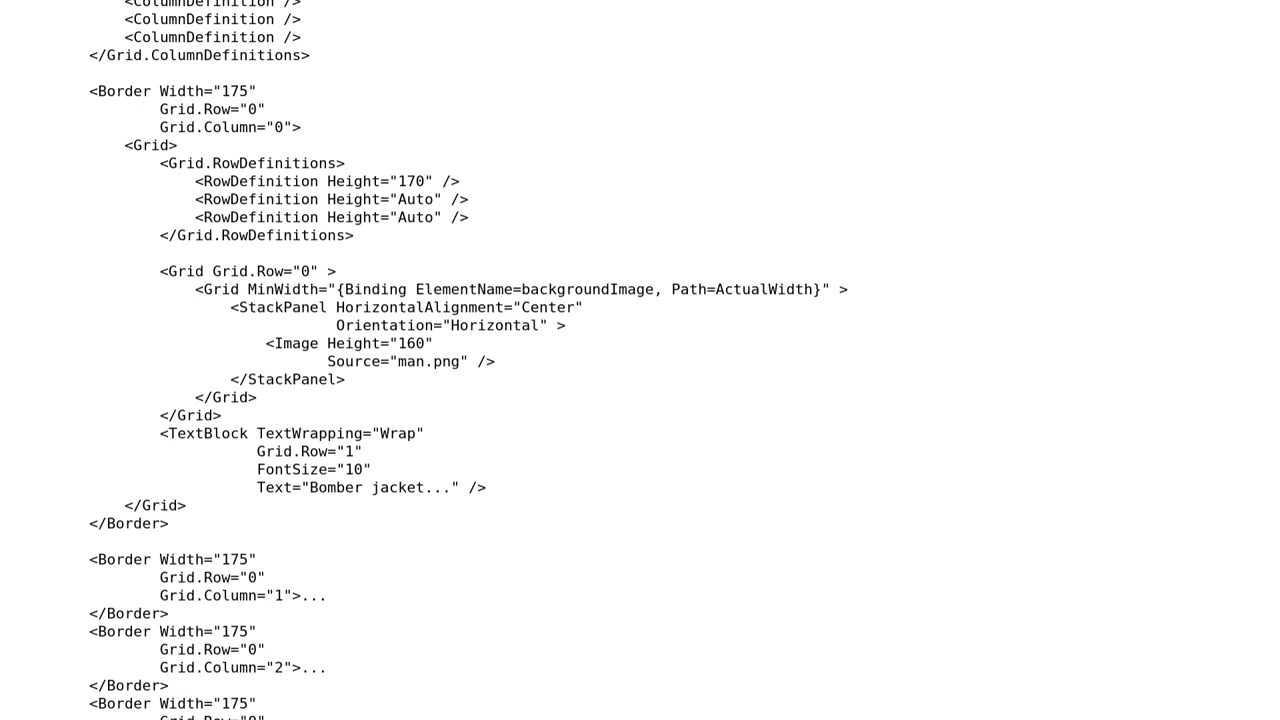 <ColumnDefinition />
<ColumnDefinition />
<ColumnDefinition />
</Grid.ColumnDefinitions>
<Border Width="175"
Grid.Row="0"
Grid.Column="0">
<Grid>
<Grid.RowDefinitions>
<RowDefinition Height="170" />
<RowDefinition Height="Auto" />
<RowDefinition Height="Auto" />
</Grid.RowDefinitions>
<Grid Grid.Row="0" >
<Grid MinWidth="{Binding ElementName=backgroundImage, Path=ActualWidth}" >
<StackPanel HorizontalAlignment="Center"
Orientation="Horizontal" >
<Image Height="160"
Source="man.png" />
</StackPanel>
</Grid>
</Grid>
<TextBlock TextWrapping="Wrap"
Grid.Row="1"
FontSize="10"
Text="Bomber jacket..." />
</Grid>
</Border>
<Border Width="175"
Grid.Row="0"
Grid.Column="1">...
</Border>
<Border Width="175"
Grid.Row="0"
Grid.Column="2">...
</Border>
<Border Width="175"
Grid.Row="0"